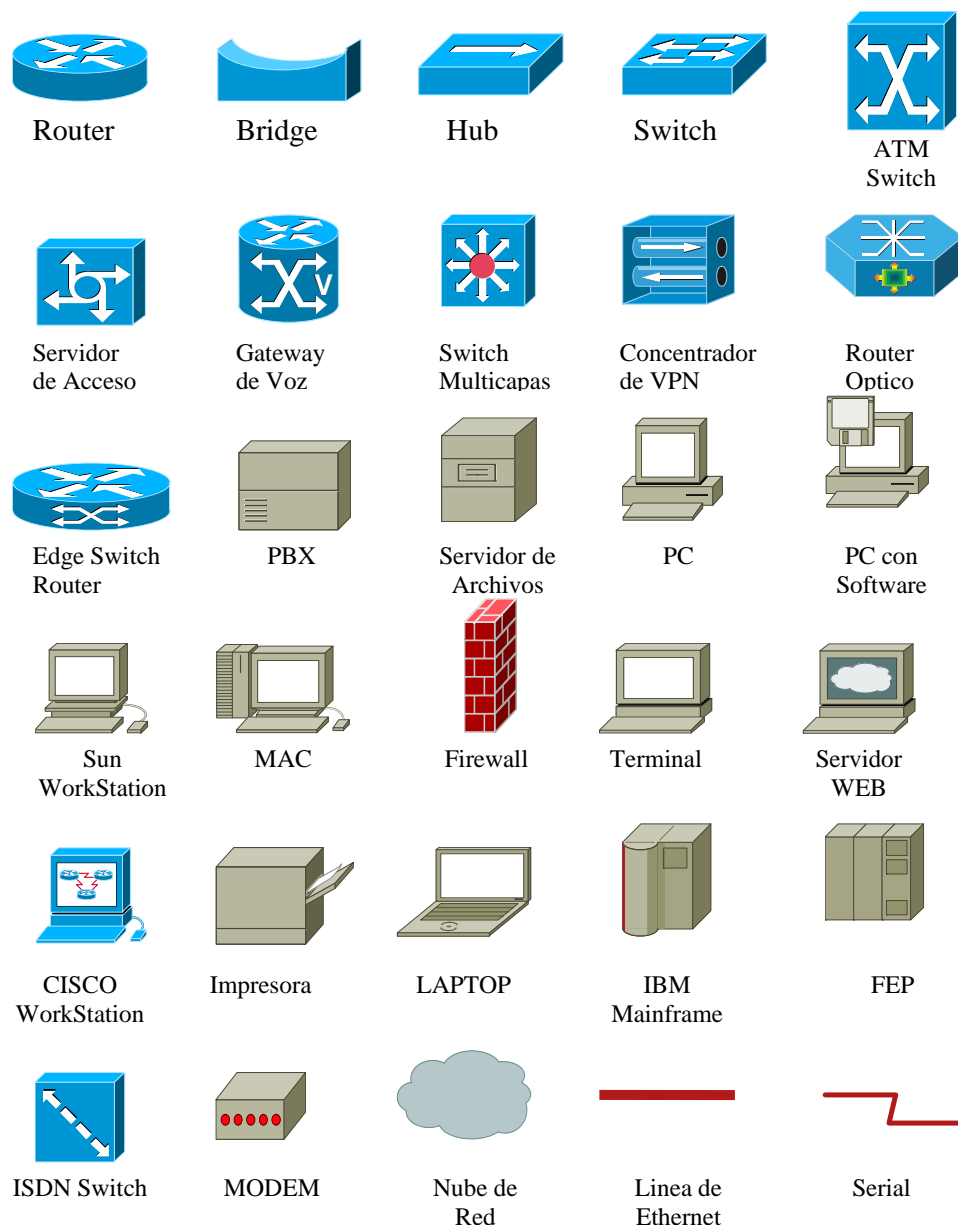 Router
Bridge
Hub
Switch
ATM
Switch
V
Servidor
de Acceso
Gateway
de Voz
Switch
Multicapas
Concentrador
de VPN
Router
Optico
Edge Switch
Router
PBX
Servidor de
Archivos
PC
PC con
Software
Sun
WorkStation
MAC
Firewall
Terminal
Servidor
WEB
CISCO
WorkStation
Impresora
LAPTOP
IBM
Mainframe
FEP
ISDN Switch
MODEM
Nube de
Red
Linea de
Ethernet
Serial